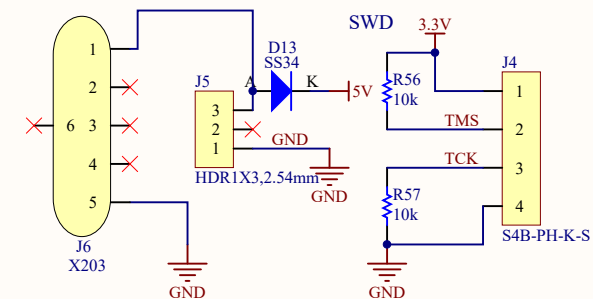 SWD
3.3V
D13
SS34
J4
1
J5
A
K
5V
R56
10k
1
2
3
2
TMS
2
6
3
1
GND
TCK
3
4
HDR1X3,2.54mm
GND
R57
10k
5
4
J6
X203
S4B-PH-K-S
GND
GND